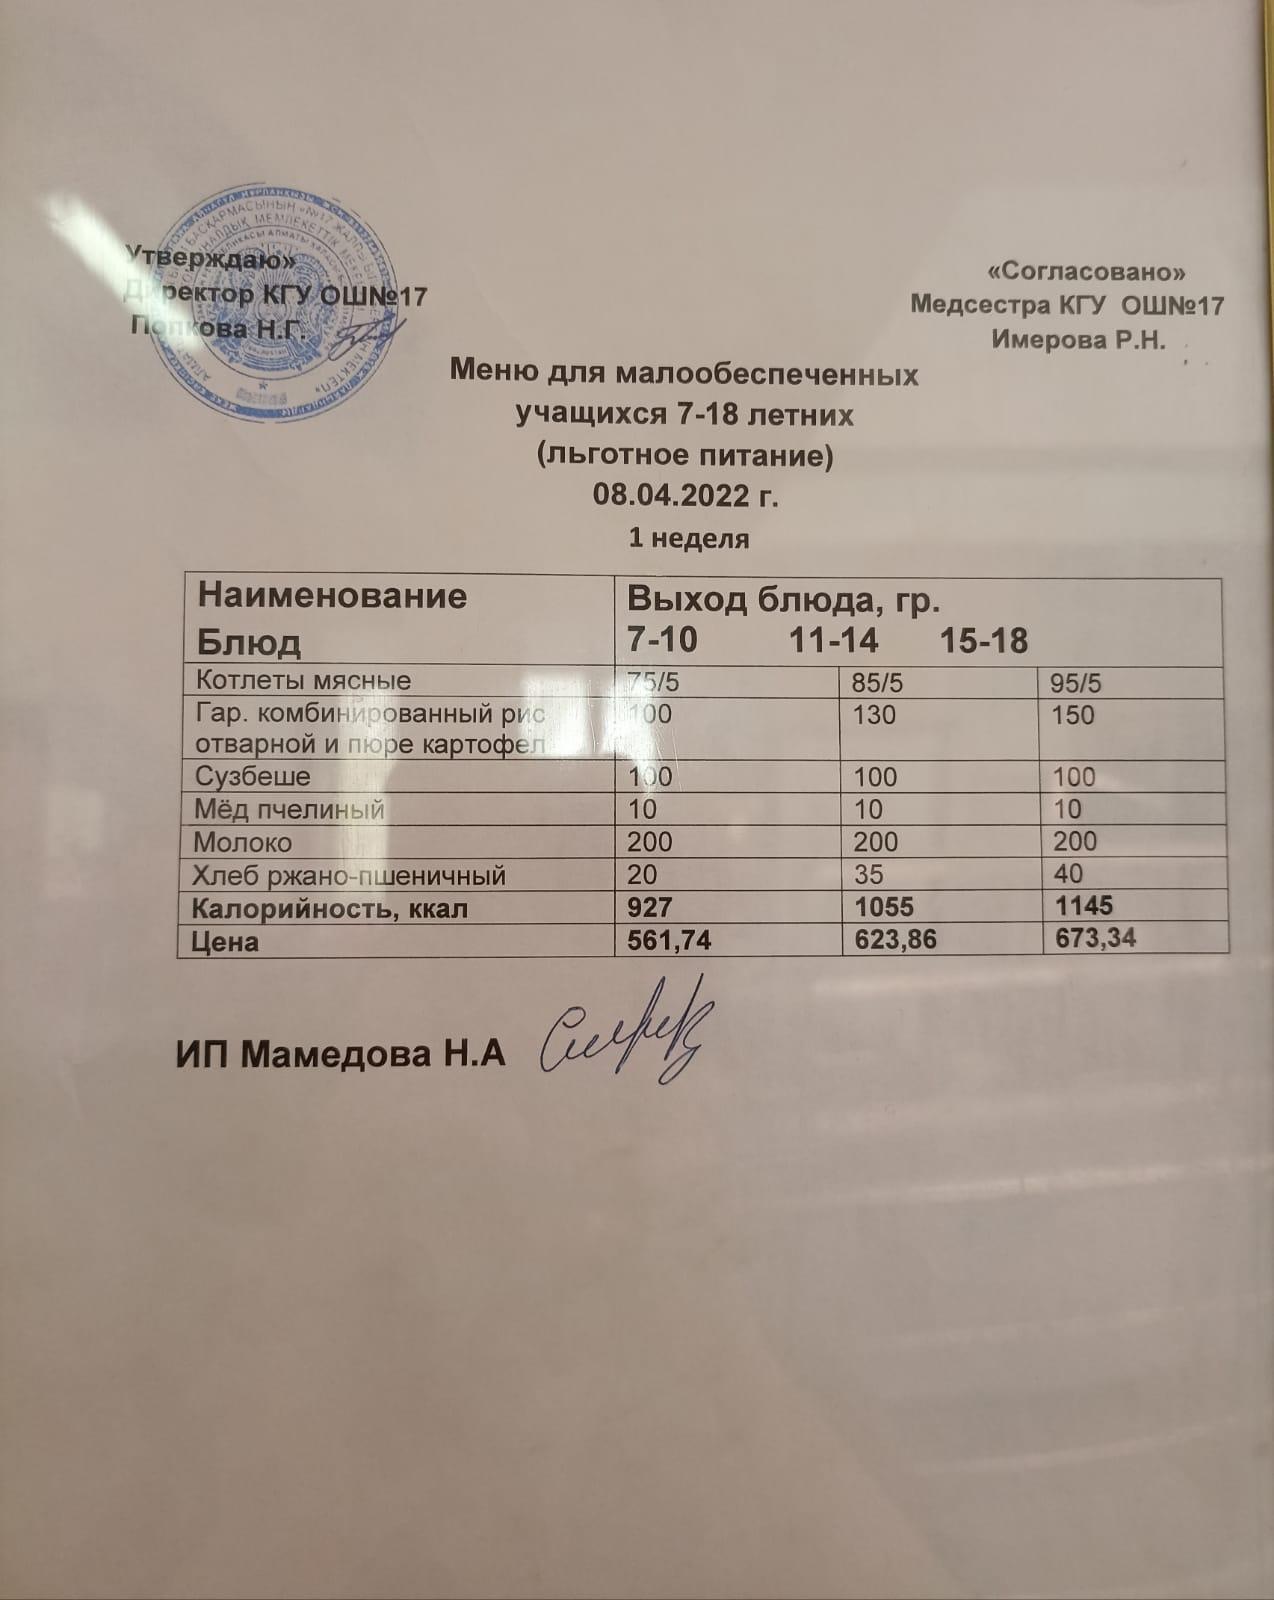 Утверждаю»
Директор КГУ ОШ№17
Попкова Н.Г.
«Согласовано»
Медсестра КГУ ОШ№17
Имерова Р.Н.
Меню для малообеспеченных
учащихся 7-18 летних
(льготное питание)
08.04.2022 г.
1 неделя
Наименование Блюд
Выход блюда, гр.
7-10 11-14 15-18
Котлеты мясные 75/5 85/5 95/5
Гар. комбинированный рис 100 130 150
отварной и пюре картофел
Сузбеше 100 100 100
Мёд пчелиный 10 10 10
Молоко 200 200 200
Хлеб ржано-пшеничный 20 35 40
Калорийность, ккал 927 1055 1145
Цена 561,74 623,86 673,34
ИП Мамедова Н.А